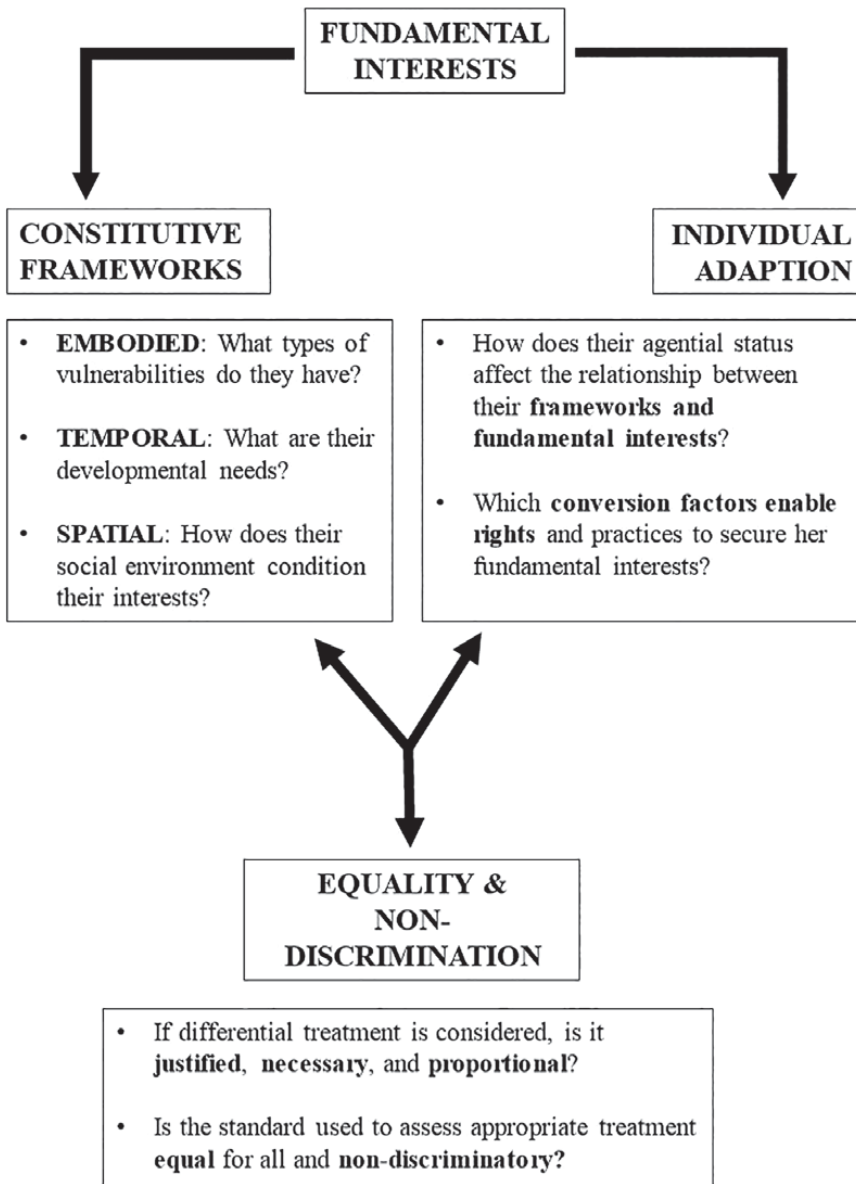 FUNDAMENTAL
INTERESTS
CONSTITUTIVE
FRAMEWORKS
INDIVIDUAL
ADAPTION
• EMBODIED: What types of
vulnerabilities do they have?
• TEMPORAL: What are their
developmental needs?
• SPATIAL: How does their
social environment condition
their interests?
• How does their agential status
affect the relationship between
their frameworks and
fundamental interests?
• Which conversion factors enable
rights and practices to secure her
fundamental interests?
EQUALITY &
NON-
DISCRIMINATION
• If differential treatment is considered, is it
justified, necessary, and proportional?
• Is the standard used to assess appropriate treatment
equal for all and non-discriminatory?